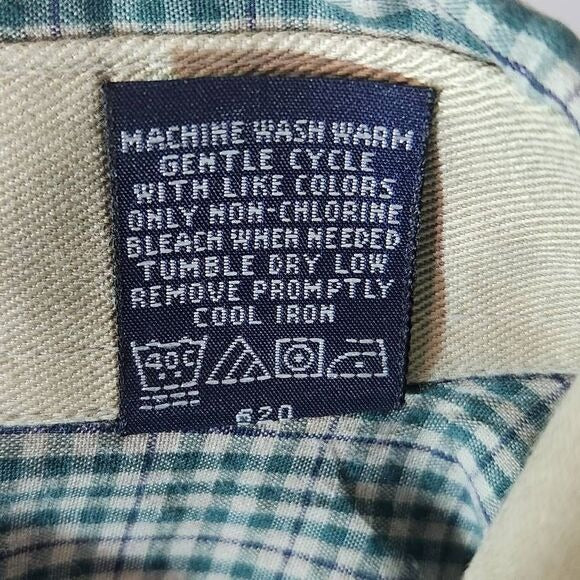 MACHINE WASH WARM
GENTLE CYCLE
WITH LIKE COLORS
ONLY NON-CHLORINE
BLEACH WHEN NEEDED
TUMBLE DRY LOW
REMOVE PROMPTLY
COOL IRON
40C
620